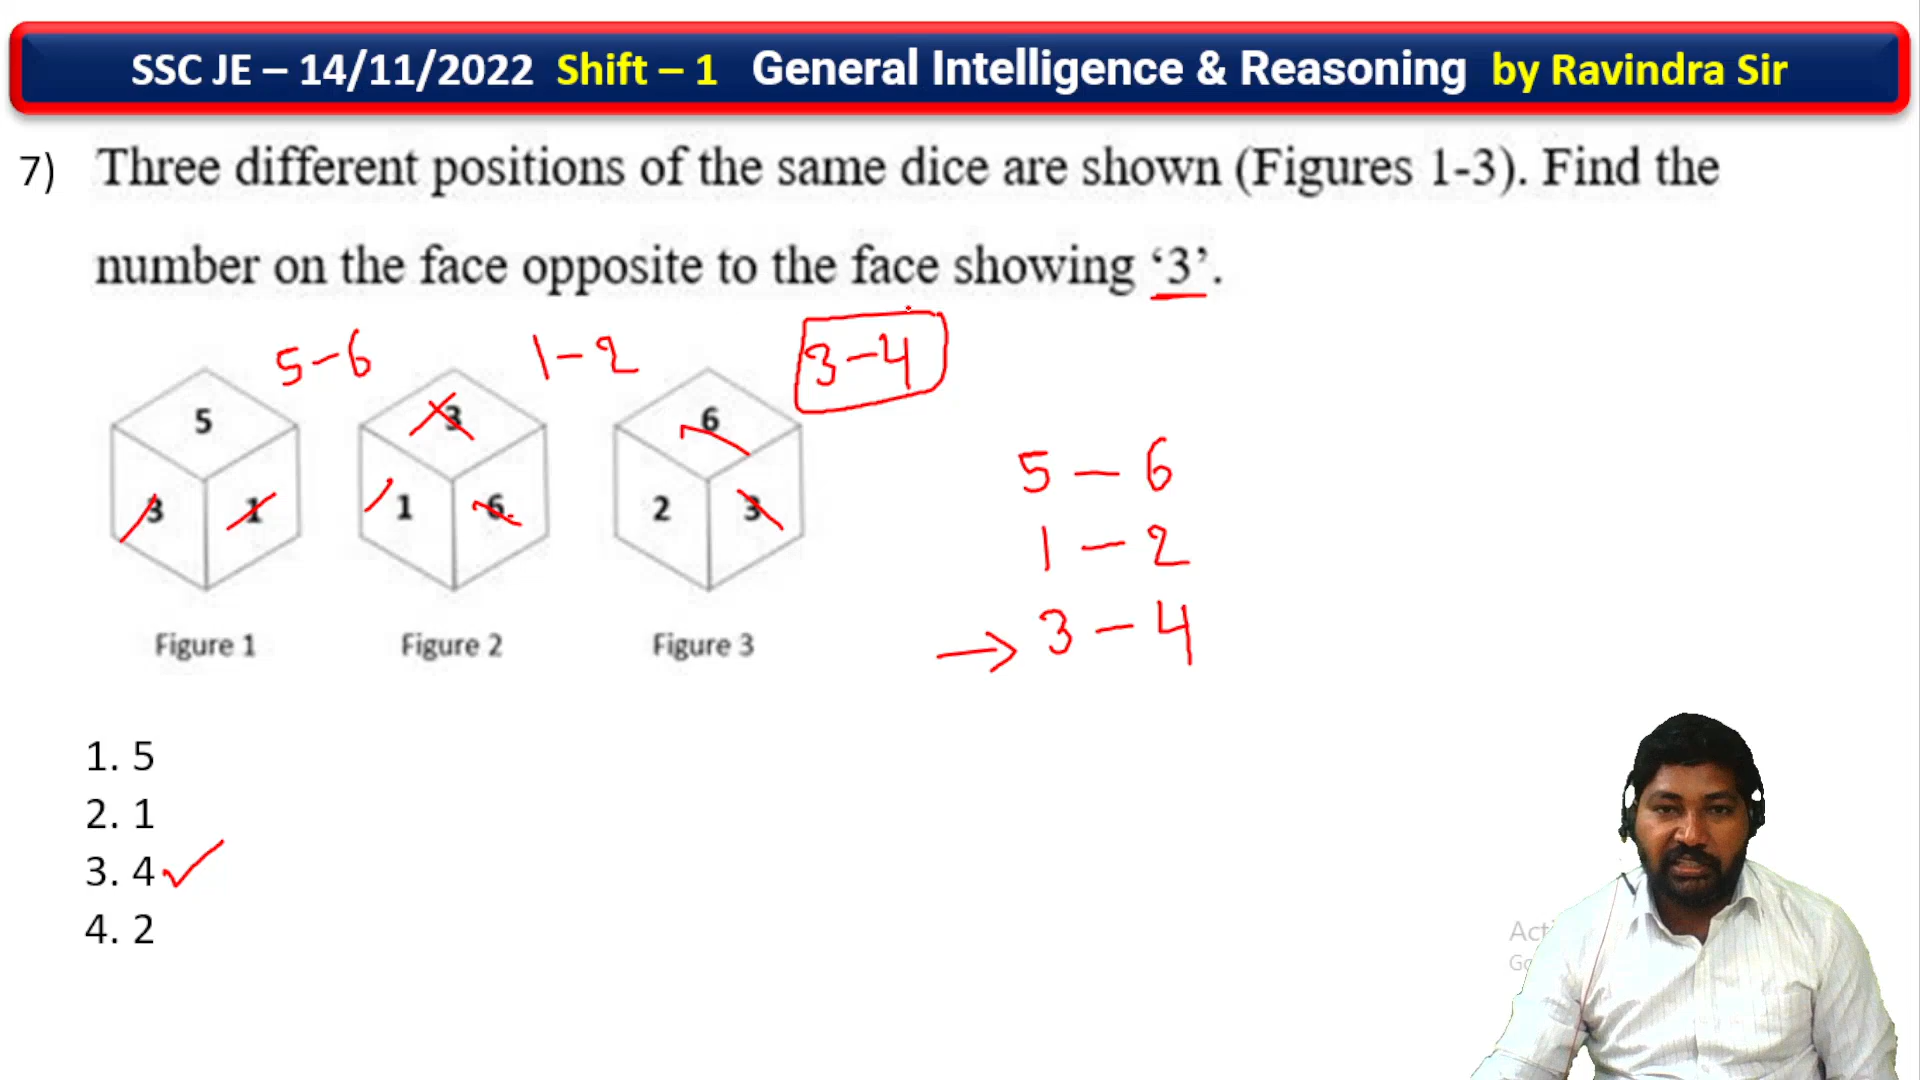 SSC JE – 14/11/2022 Shift – 1 General Intelligence & Reasoning by Ravindra Sir
7) Three different positions of the same dice are shown (Figures 1-3). Find the
number on the face opposite to the face showing ‘3’.
5-6 1-2 3-4
5 3 6
3 1 1 6 2 3
5 – 6
1 – 2
→ 3 – 4
Figure 1 Figure 2 Figure 3
1. 5
2. 1
3. 4 ✓
4. 2